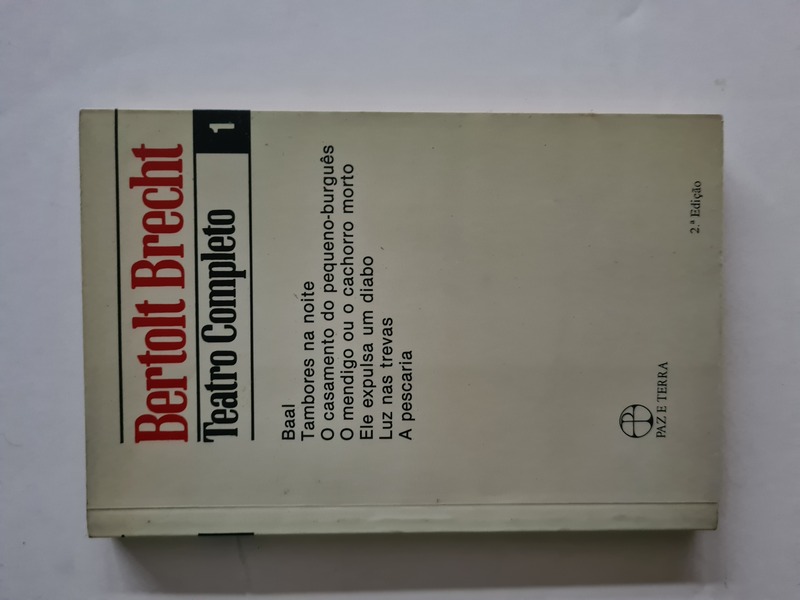 Bertolt Brecht
Teatro Completo 1
Baal
Tambores na noite
O casamento do pequeno-burguês
O mendigo ou o cachorro morto
Ele expulsa um diabo
Luz nas trevas
A pescaria
PAZ E TERRA
2.ª Edição